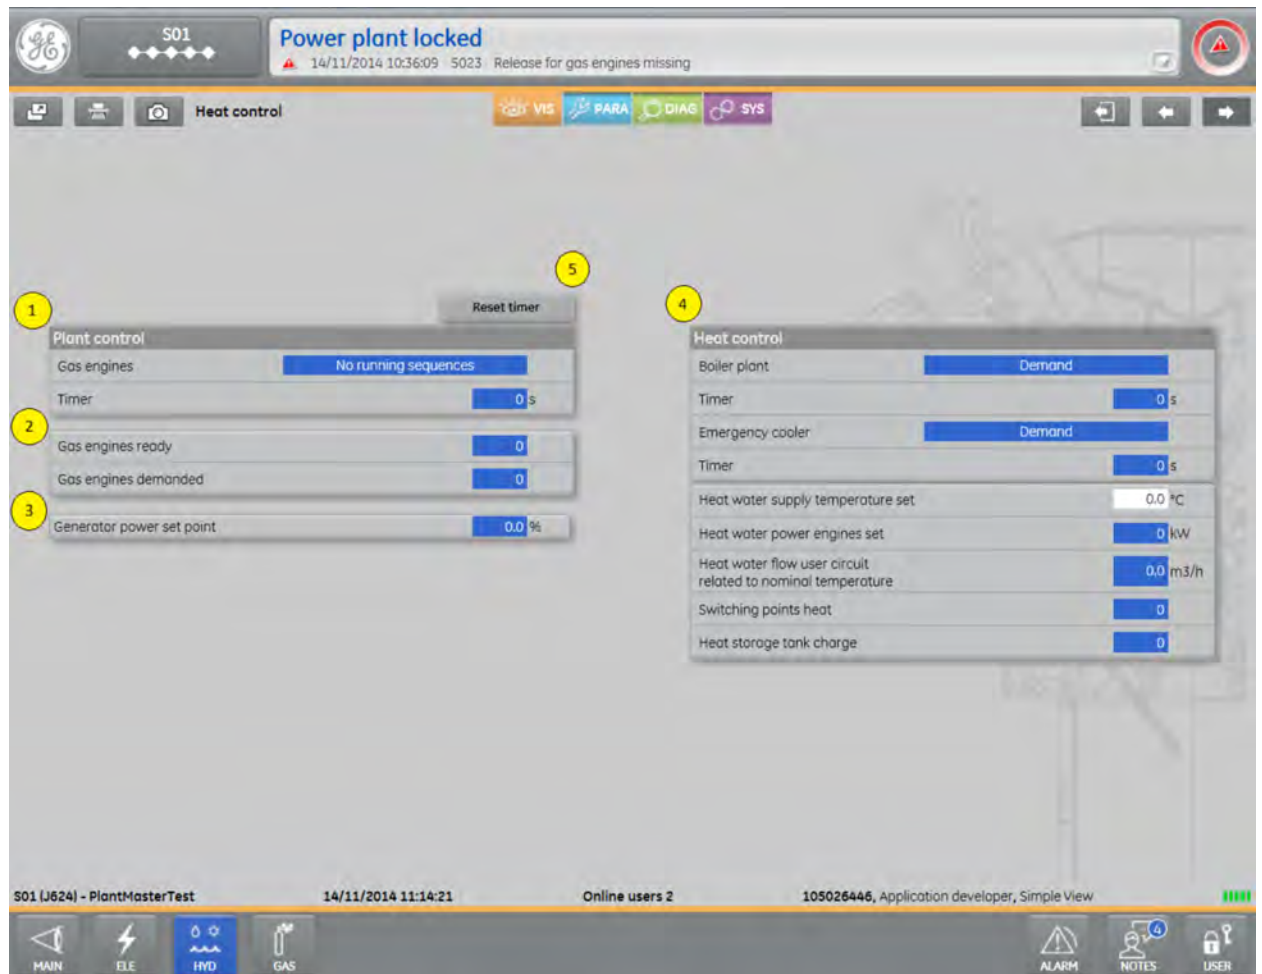 S01
Power plant locked
14/11/2014 10:36:09 5023 Release for gas engines missing
Heat control
VIS PARA DIAG SYS
5
1
Reset timer
4
Plant control
Gas engines No running sequences
Timer 0 s
2
Gas engines ready 0
Gas engines demanded 0
3
Generator power set point 0.0 %
Heat control
Boiler plant Demand
Timer 0 s
Emergency cooler Demand
Timer 0 s
Heat water supply temperature set 0.0 °C
Heat water power engines set 0 kW
Heat water flow user circuit
related to nominal temperature 0.0 m3/h
Switching points heat 0
Heat storage tank charge 0
S01 (J624) - PlantMasterTest 14/11/2014 11:14:21 Online users 2 105026446, Application developer, Simple View
4
MAIN ELE HYD GAS ALARM NOTES USER